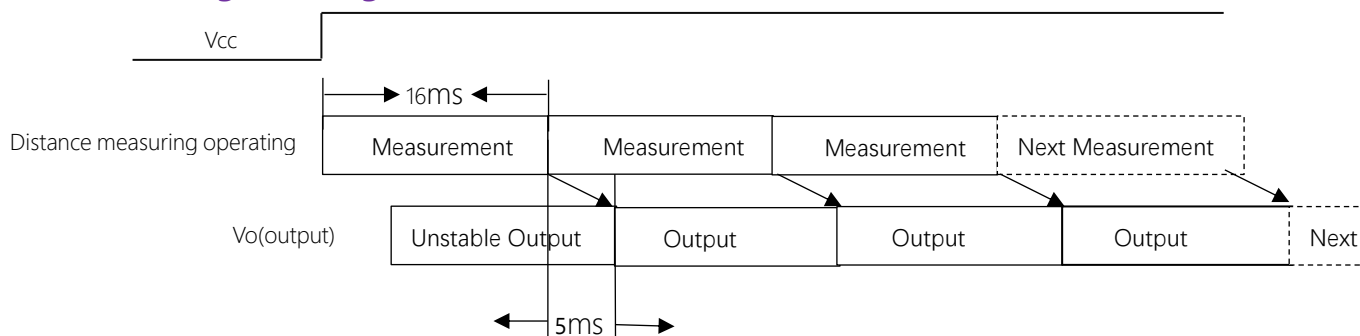 Vcc
16ms
Distance measuring operating
Measurement
Measurement
Measurement
Next Measurement
Vo(output)
Unstable Output
Output
Output
Output
Next
5ms